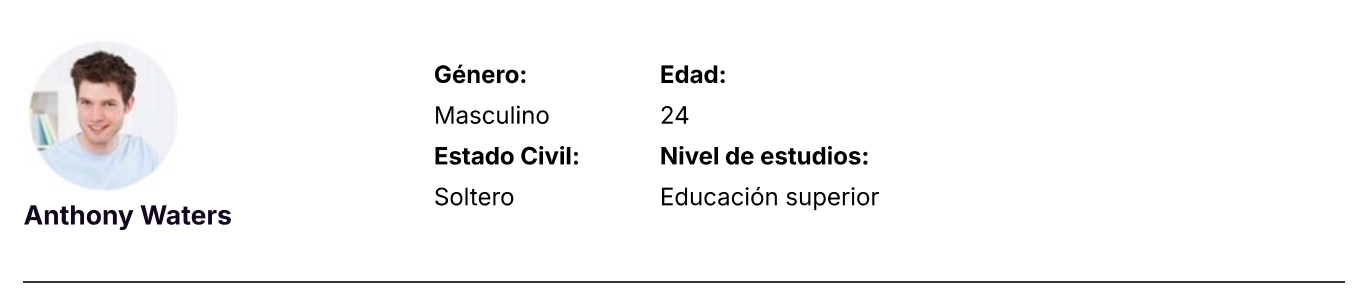 Género:
Edad:
Masculino
24
Estado Civil:
Nivel de estudios:
Soltero
Educación superior
Anthony Waters